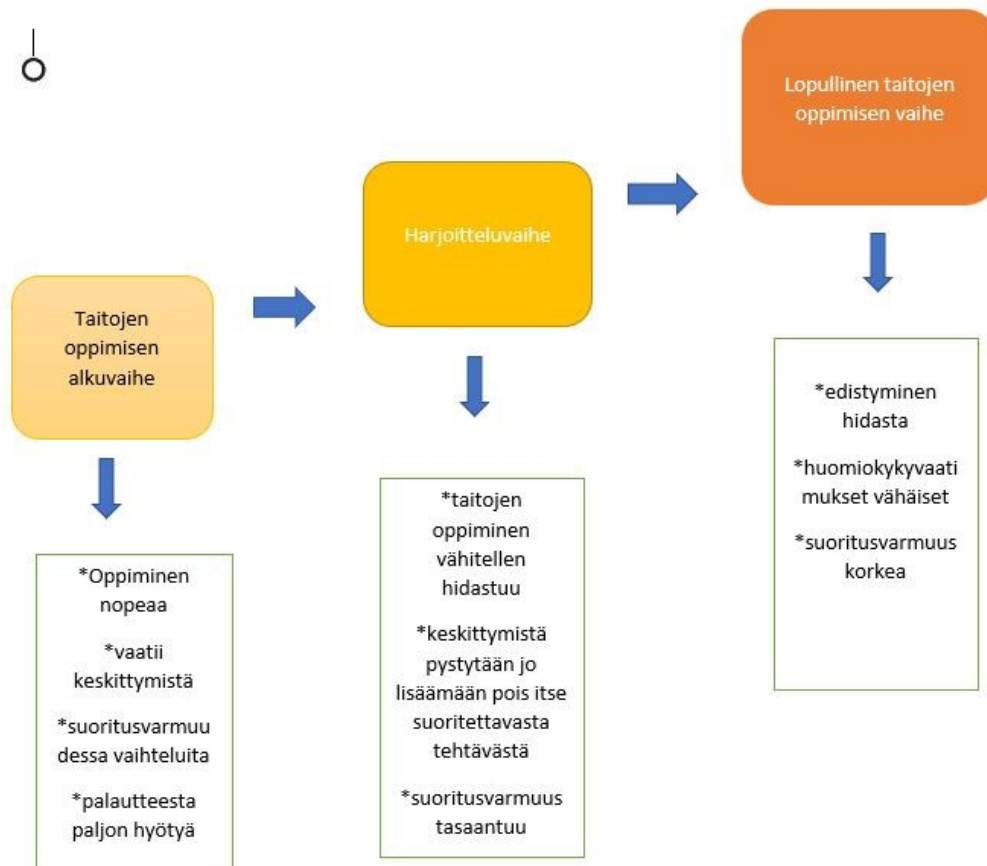 Taitojen
oppimisen
alkuvaihe
*Oppiminen
nopeaa
*vaatii
keskittymistä
*suoritusvarmuu
dessa vaihteluita
*palautteesta
paljon hyötyä
Harjoitteluvaihe
*taitojen
oppiminen
vähitellen
hidastuu
*keskittymistä
pystytään jo
lisäämään pois itse
suoritettavasta
tehtävästä
*suoritusvarmuus
tasaantuu
Lopullinen taitojen
oppimisen vaihe
*edistyminen
hidasta
*huomiokykyvaati
mukset vähäiset
*suoritusvarmuus
korkea